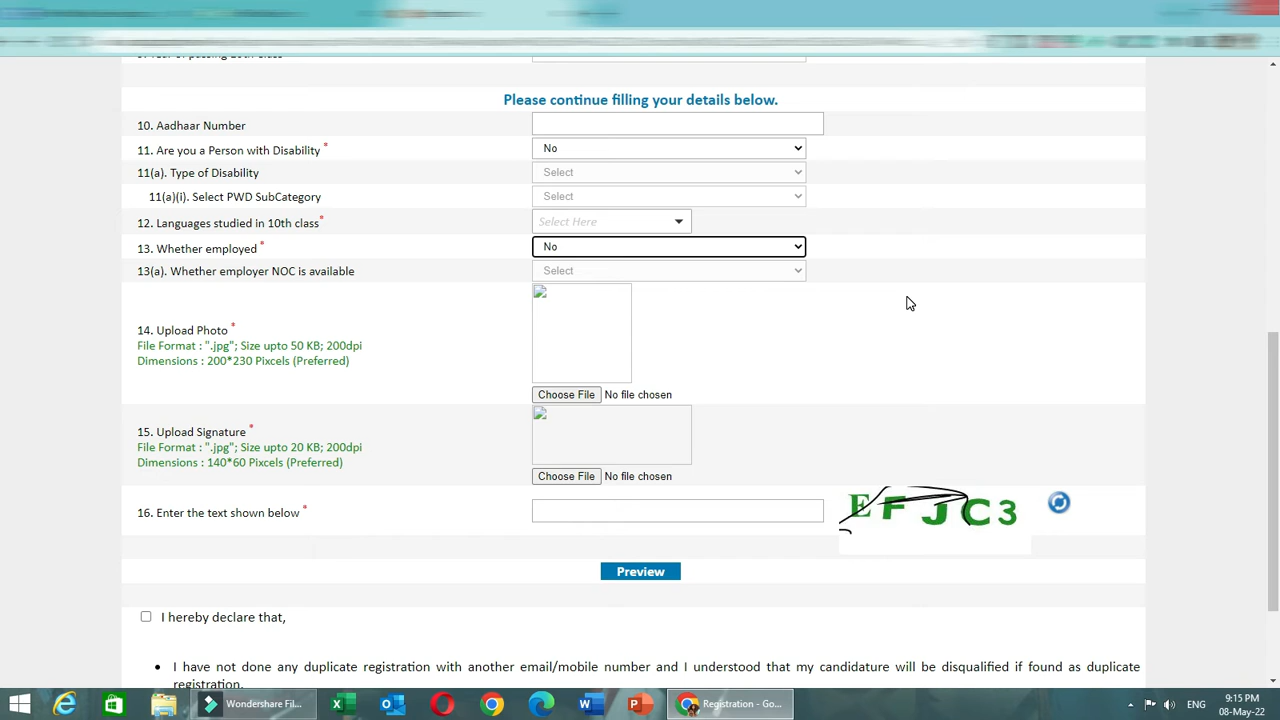 Please continue filling your details below.
10. Aadhaar Number
11. Are you a Person with Disability *
No
11(a). Type of Disability
Select
11(a)(i). Select PWD SubCategory
Select
12. Languages studied in 10th class*
Select Here
13. Whether employed *
No
13(a). Whether employer NOC is available
Select
14. Upload Photo *
File Format : ".jpg"; Size upto 50 KB; 200dpi
Dimensions : 200*230 Pixcels (Preferred)
Choose File No file chosen
15. Upload Signature *
File Format : ".jpg"; Size upto 20 KB; 200dpi
Dimensions : 140*60 Pixcels (Preferred)
Choose File No file chosen
16. Enter the text shown below *
E F J C 3
Preview
I hereby declare that,
• I have not done any duplicate registration with another email/mobile number and I understood that my candidature will be disqualified if found as duplicate
registration.
Wondershare Fil...
Registration - Go...
ENG
9:15 PM
08-May-22